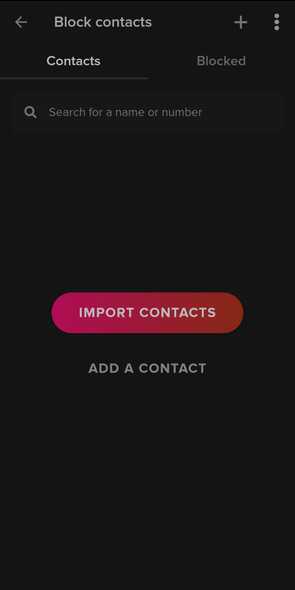 Block contacts
Contacts
Blocked
Search for a name or number
IMPORT CONTACTS
ADD A CONTACT